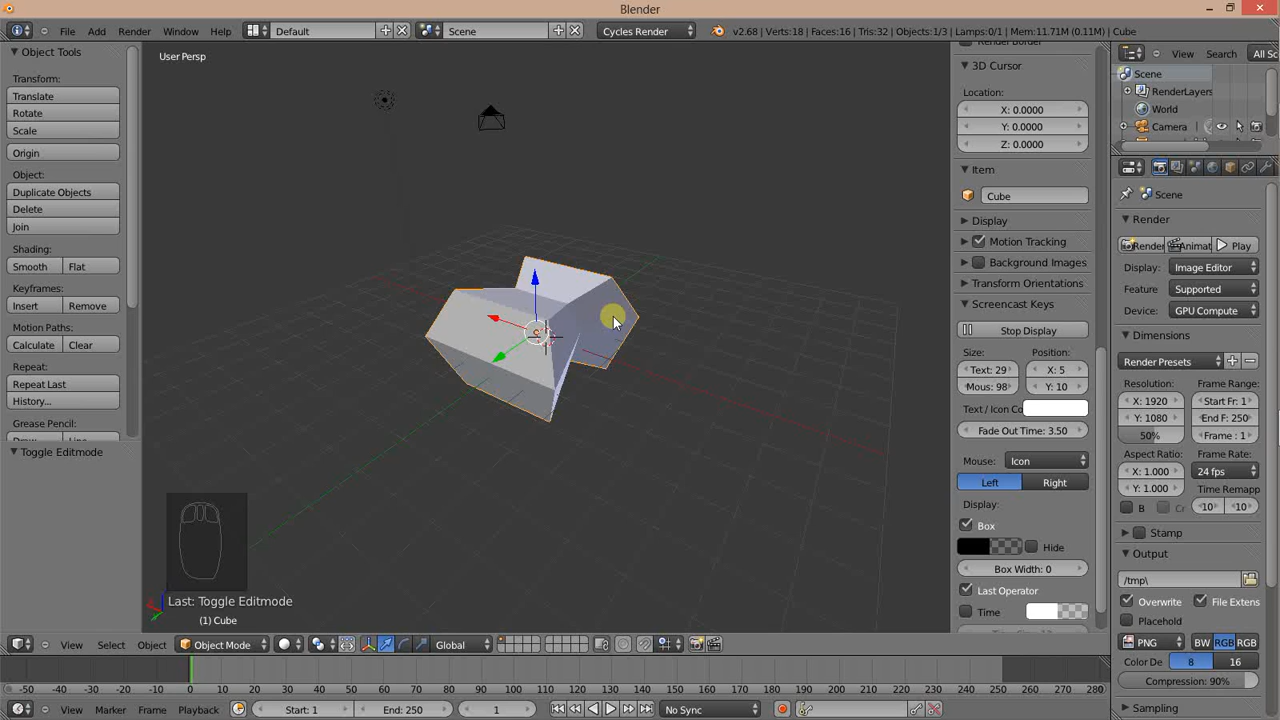 Blender
File Add Render Window Help Default Scene Cycles Render v2.68 | Verts:18 | Faces:16 | Tris:32 | Objects:1/3 | Lamps:0/1 | Mem:11.71M (0.11M) | Cube
Object Tools
Transform:
Translate
Rotate
Scale
Origin
Object:
Duplicate Objects
Delete
Join
Shading:
Smooth Flat
Keyframes:
Insert Remove
Motion Paths:
Calculate Clear
Repeat:
Repeat Last
History...
Grease Pencil:
Toggle Editmode
User Persp
Last: Toggle Editmode
(1) Cube
3D Cursor
Location:
X: 0.0000
Y: 0.0000
Z: 0.0000
Item
Cube
Display
Motion Tracking
Background Images
Transform Orientations
Screencast Keys
Stop Display
Size: Position:
Text: 29 X: 5
Mous: 98 Y: 10
Text / Icon Co
Fade Out Time: 3.50
Mouse: Icon
Left Right
Display:
Box
Hide
Box Width: 0
Last Operator
Time
View Search All Sc
Scene
RenderLayers
World
Camera
Scene
Render
Render Animat Play
Display: Image Editor
Feature Supported
Device: GPU Compute
Dimensions
Render Presets
Resolution: Frame Range:
X: 1920 Start Fr: 1
Y: 1080 End F: 250
50% Frame : 1
Aspect Ratio: Frame Rate:
X: 1.000 24 fps
Y: 1.000 Time Remapp
B Cr 10 10
Stamp
Output
/tmp\
Overwrite File Extens
Placehold
PNG BW RGB RGB
Color De 8 16
Compression: 90%
Sampling
View Select Object Object Mode Global
-50 -40 -30 -20 -10 0 10 20 30 40 50 60 70 80 90 100 110 120 130 140 150 160 170 180 190 200 210 220 230 240 250 260 270 280
View Marker Frame Playback Start: 1 End: 250 1 No Sync